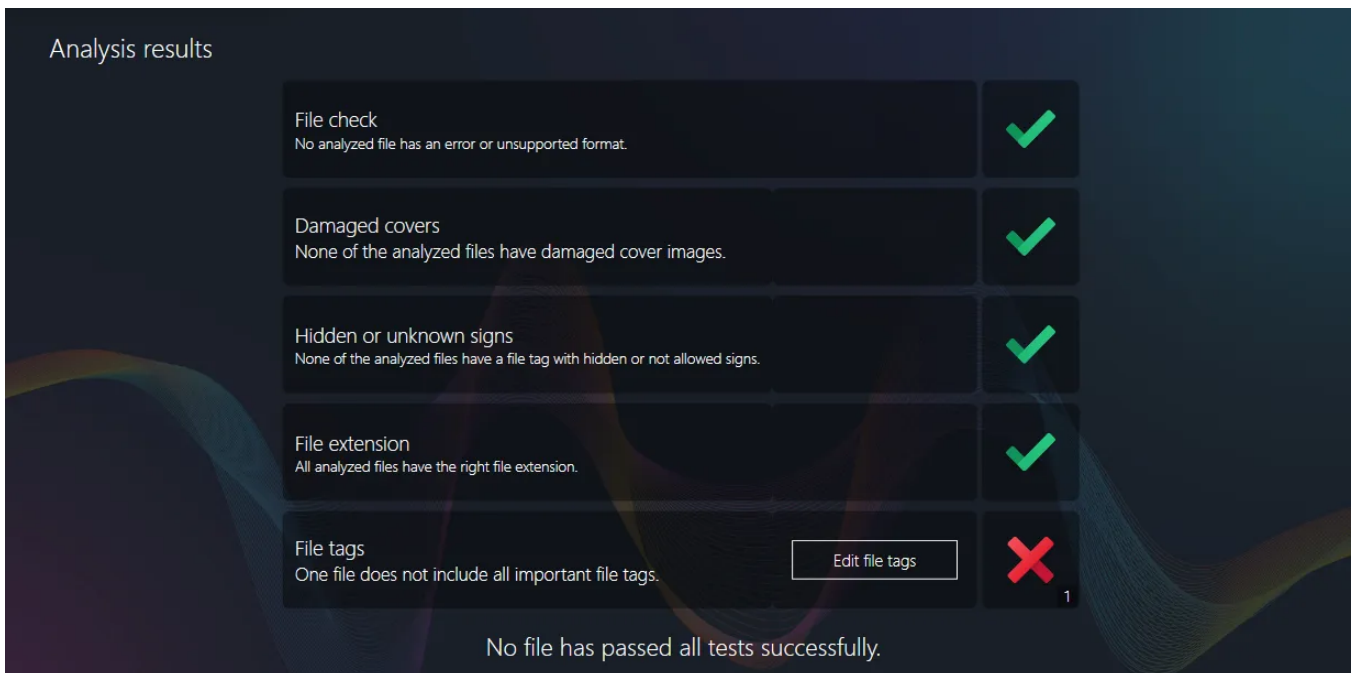 Analysis results
File check
No analyzed file has an error or unsupported format.
Damaged covers
None of the analyzed files have damaged cover images.
Hidden or unknown signs
None of the analyzed files have a file tag with hidden or not allowed signs.
File extension
All analyzed files have the right file extension.
File tags
One file does not include all important file tags.
Edit file tags
1
No file has passed all tests successfully.